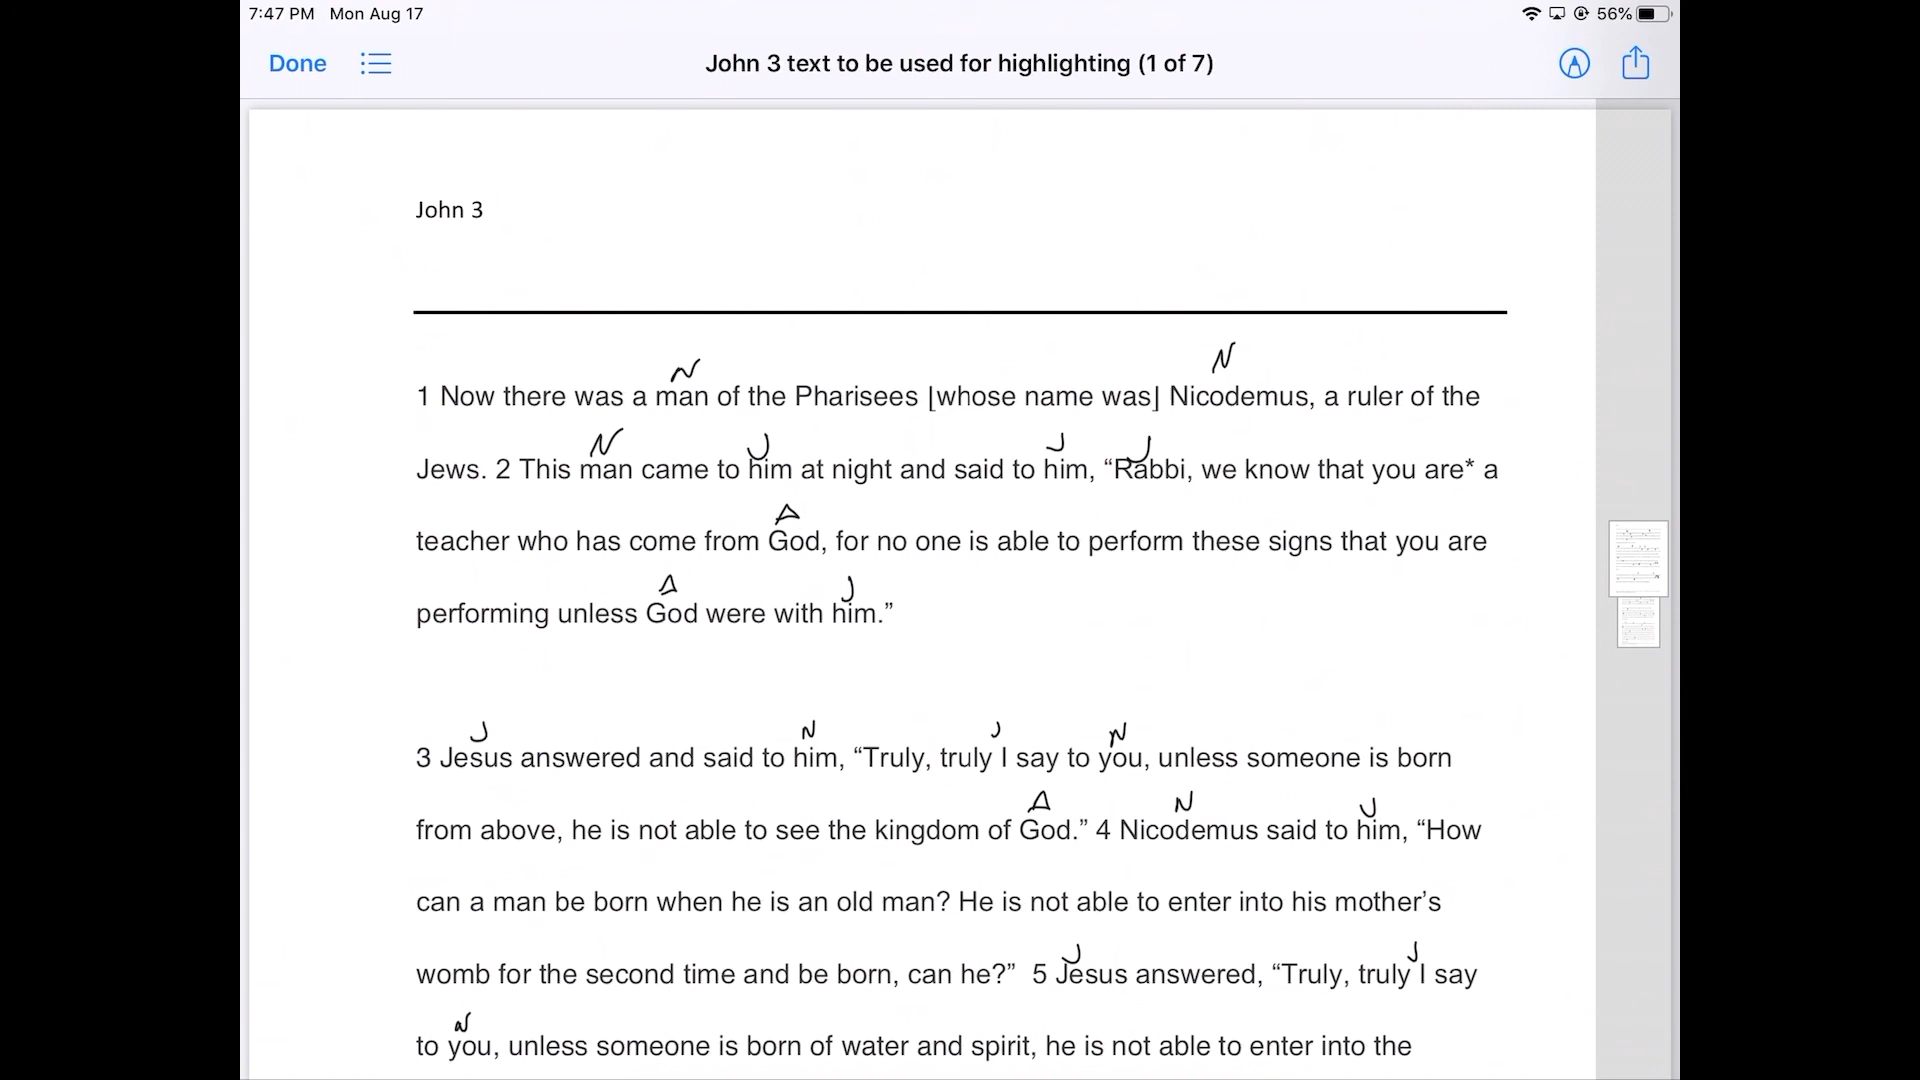 7:47 PM Mon Aug 17 56%
Done John 3 text to be used for highlighting (1 of 7)
John 3
N N
1 Now there was a man of the Pharisees ⌊whose name was⌋ Nicodemus, a ruler of the
N J J J
Jews. 2 This man came to him at night and said to him, “Rabbi, we know that you are* a
Δ
teacher who has come from God, for no one is able to perform these signs that you are
Δ J
performing unless God were with him.”
J N J N
3 Jesus answered and said to him, “Truly, truly I say to you, unless someone is born
Δ N J
from above, he is not able to see the kingdom of God.” 4 Nicodemus said to him, “How
can a man be born when he is an old man? He is not able to enter into his mother’s
J J
womb for the second time and be born, can he?” 5 Jesus answered, “Truly, truly I say
N
to you, unless someone is born of water and spirit, he is not able to enter into the